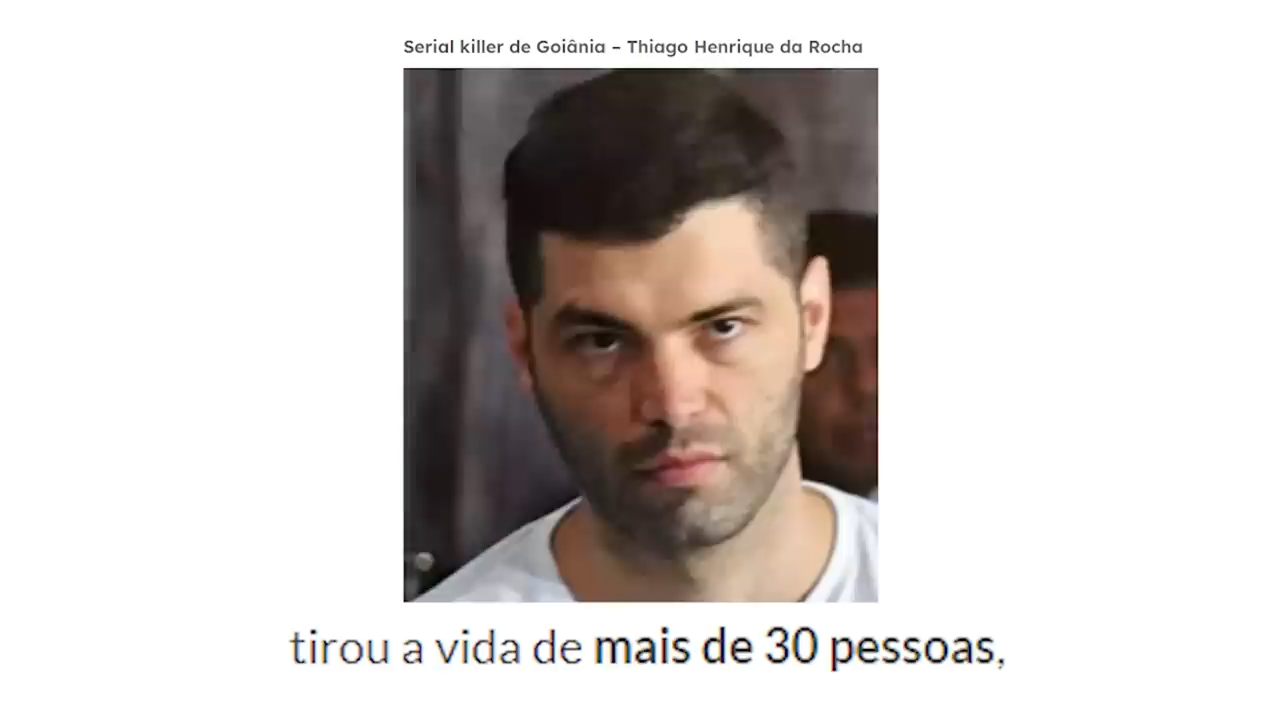 Serial killer de Goiânia – Thiago Henrique da Rocha
tirou a vida de mais de 30 pessoas,